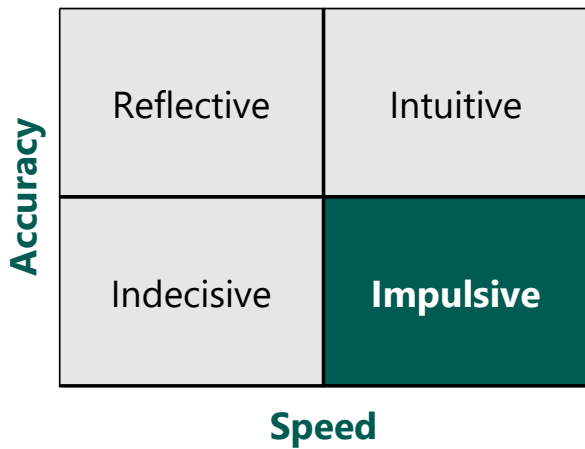 Accuracy
Reflective
Intuitive
Indecisive
Impulsive
Speed